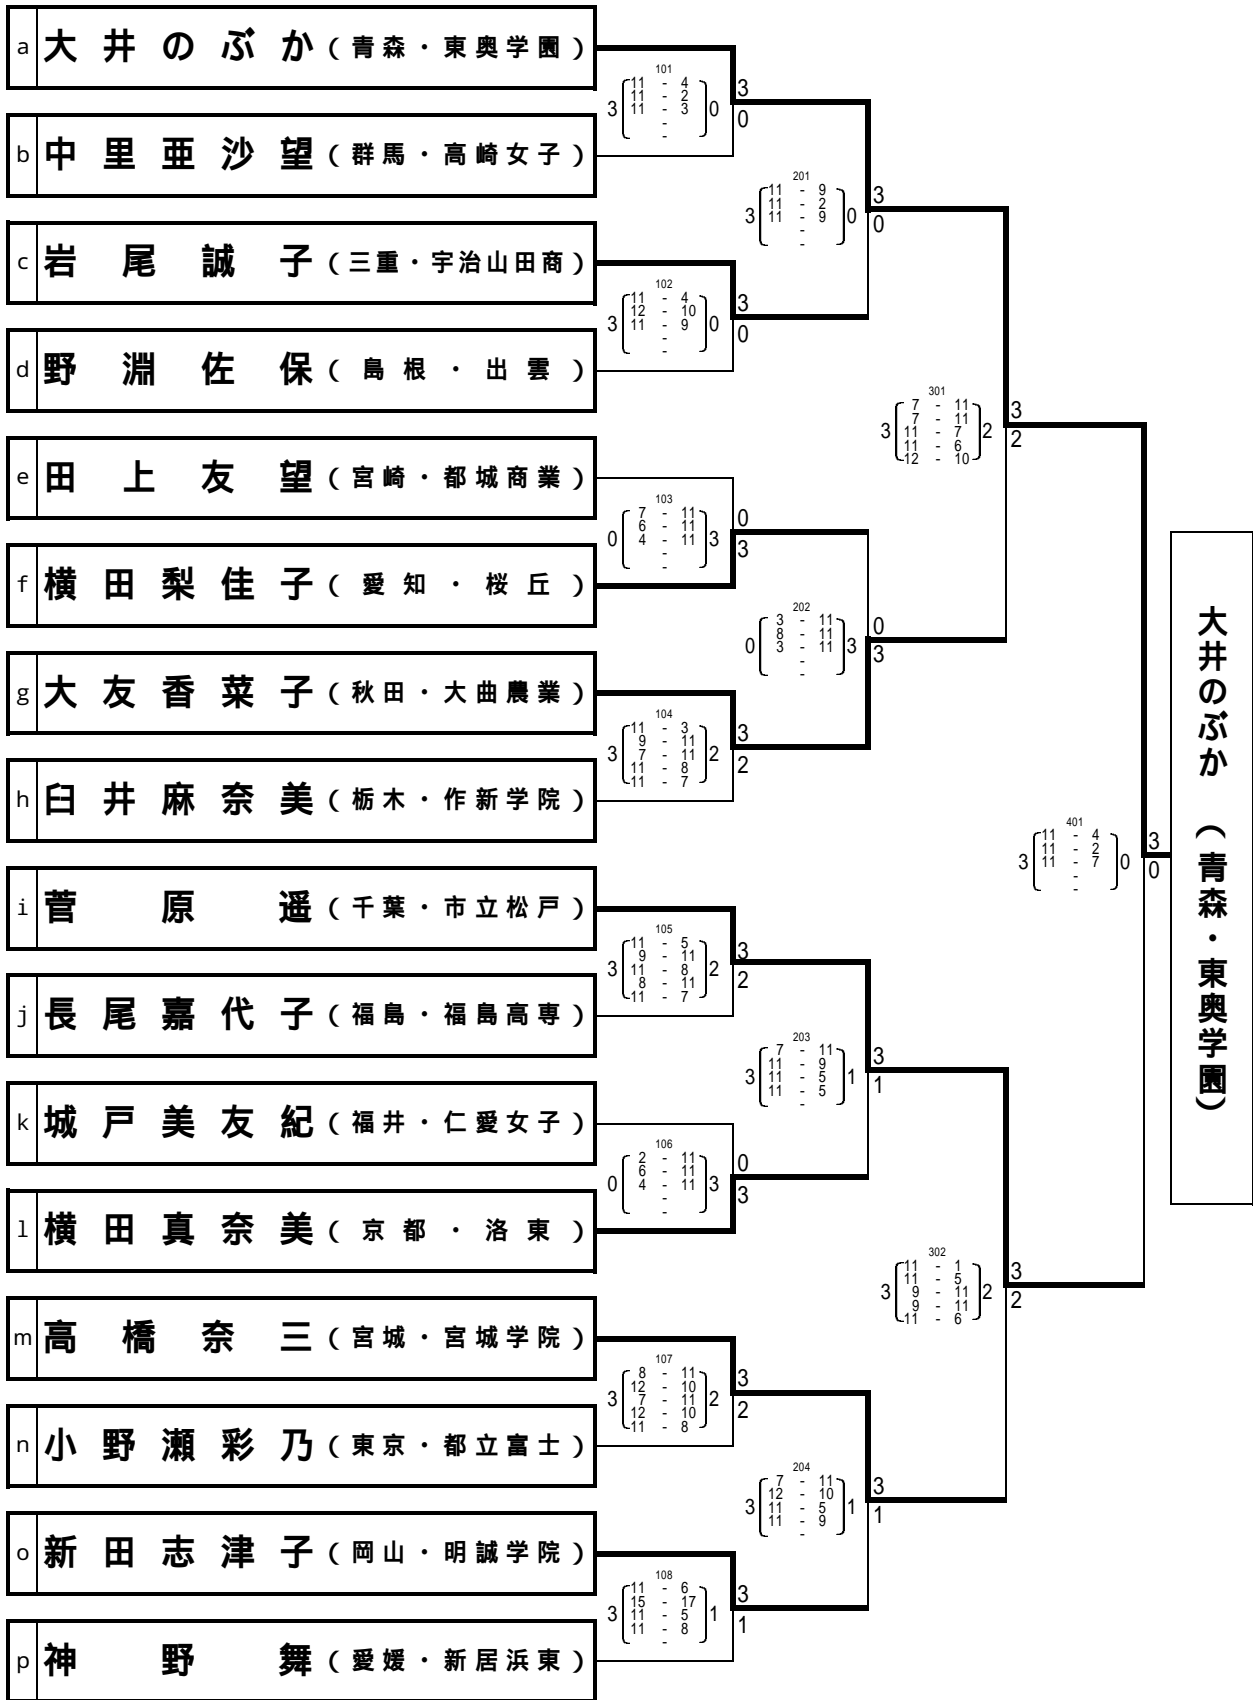 a 大井のぶか (青森・東奥学園)
b 中里亜沙望 (群馬・高崎女子)
c 岩尾誠子 (三重・宇治山田商)
d 野淵佐保 (島根・出雲)
e 田上友望 (宮崎・都城商業)
f 横田梨佳子 (愛知・桜丘)
g 大友香菜子 (秋田・大曲農業)
h 臼井麻奈美 (栃木・作新学院)
i 菅原遥 (千葉・市立松戸)
j 長尾嘉代子 (福島・福島高専)
k 城戸美友紀 (福井・仁愛女子)
l 横田真奈美 (京都・洛東)
m 高橋奈三 (宮城・宮城学院)
n 小野瀬彩乃 (東京・都立富士)
o 新田志津子 (岡山・明誠学院)
p 神野舞 (愛媛・新居浜東)
101
3 0
11 - 4
11 - 2
11 - 3
-
-
3
0
102
3 0
11 - 4
12 - 10
11 - 9
-
-
3
0
103
0 3
7 - 11
6 - 11
4 - 11
-
-
0
3
104
3 2
11 - 3
9 - 11
7 - 11
11 - 8
11 - 7
3
2
105
3 2
11 - 5
9 - 11
11 - 8
8 - 11
11 - 7
3
2
106
0 3
2 - 11
6 - 11
4 - 11
-
-
0
3
107
3 2
8 - 11
12 - 10
7 - 11
12 - 10
11 - 8
3
2
108
3 1
11 - 6
15 - 17
11 - 5
11 - 8
-
3
1
201
3 0
11 - 9
11 - 2
11 - 9
-
-
3
0
202
0 3
3 - 11
8 - 11
3 - 11
-
-
0
3
203
3 1
7 - 11
11 - 9
11 - 5
11 - 5
-
3
1
204
3 1
7 - 11
12 - 10
11 - 5
11 - 9
-
3
1
301
3 2
7 - 11
7 - 11
11 - 7
11 - 6
12 - 10
3
2
302
3 2
11 - 1
11 - 5
9 - 11
9 - 11
11 - 6
3
2
401
3 0
11 - 4
11 - 2
11 - 7
-
-
3
0
大井のぶか (青森・東奥学園)